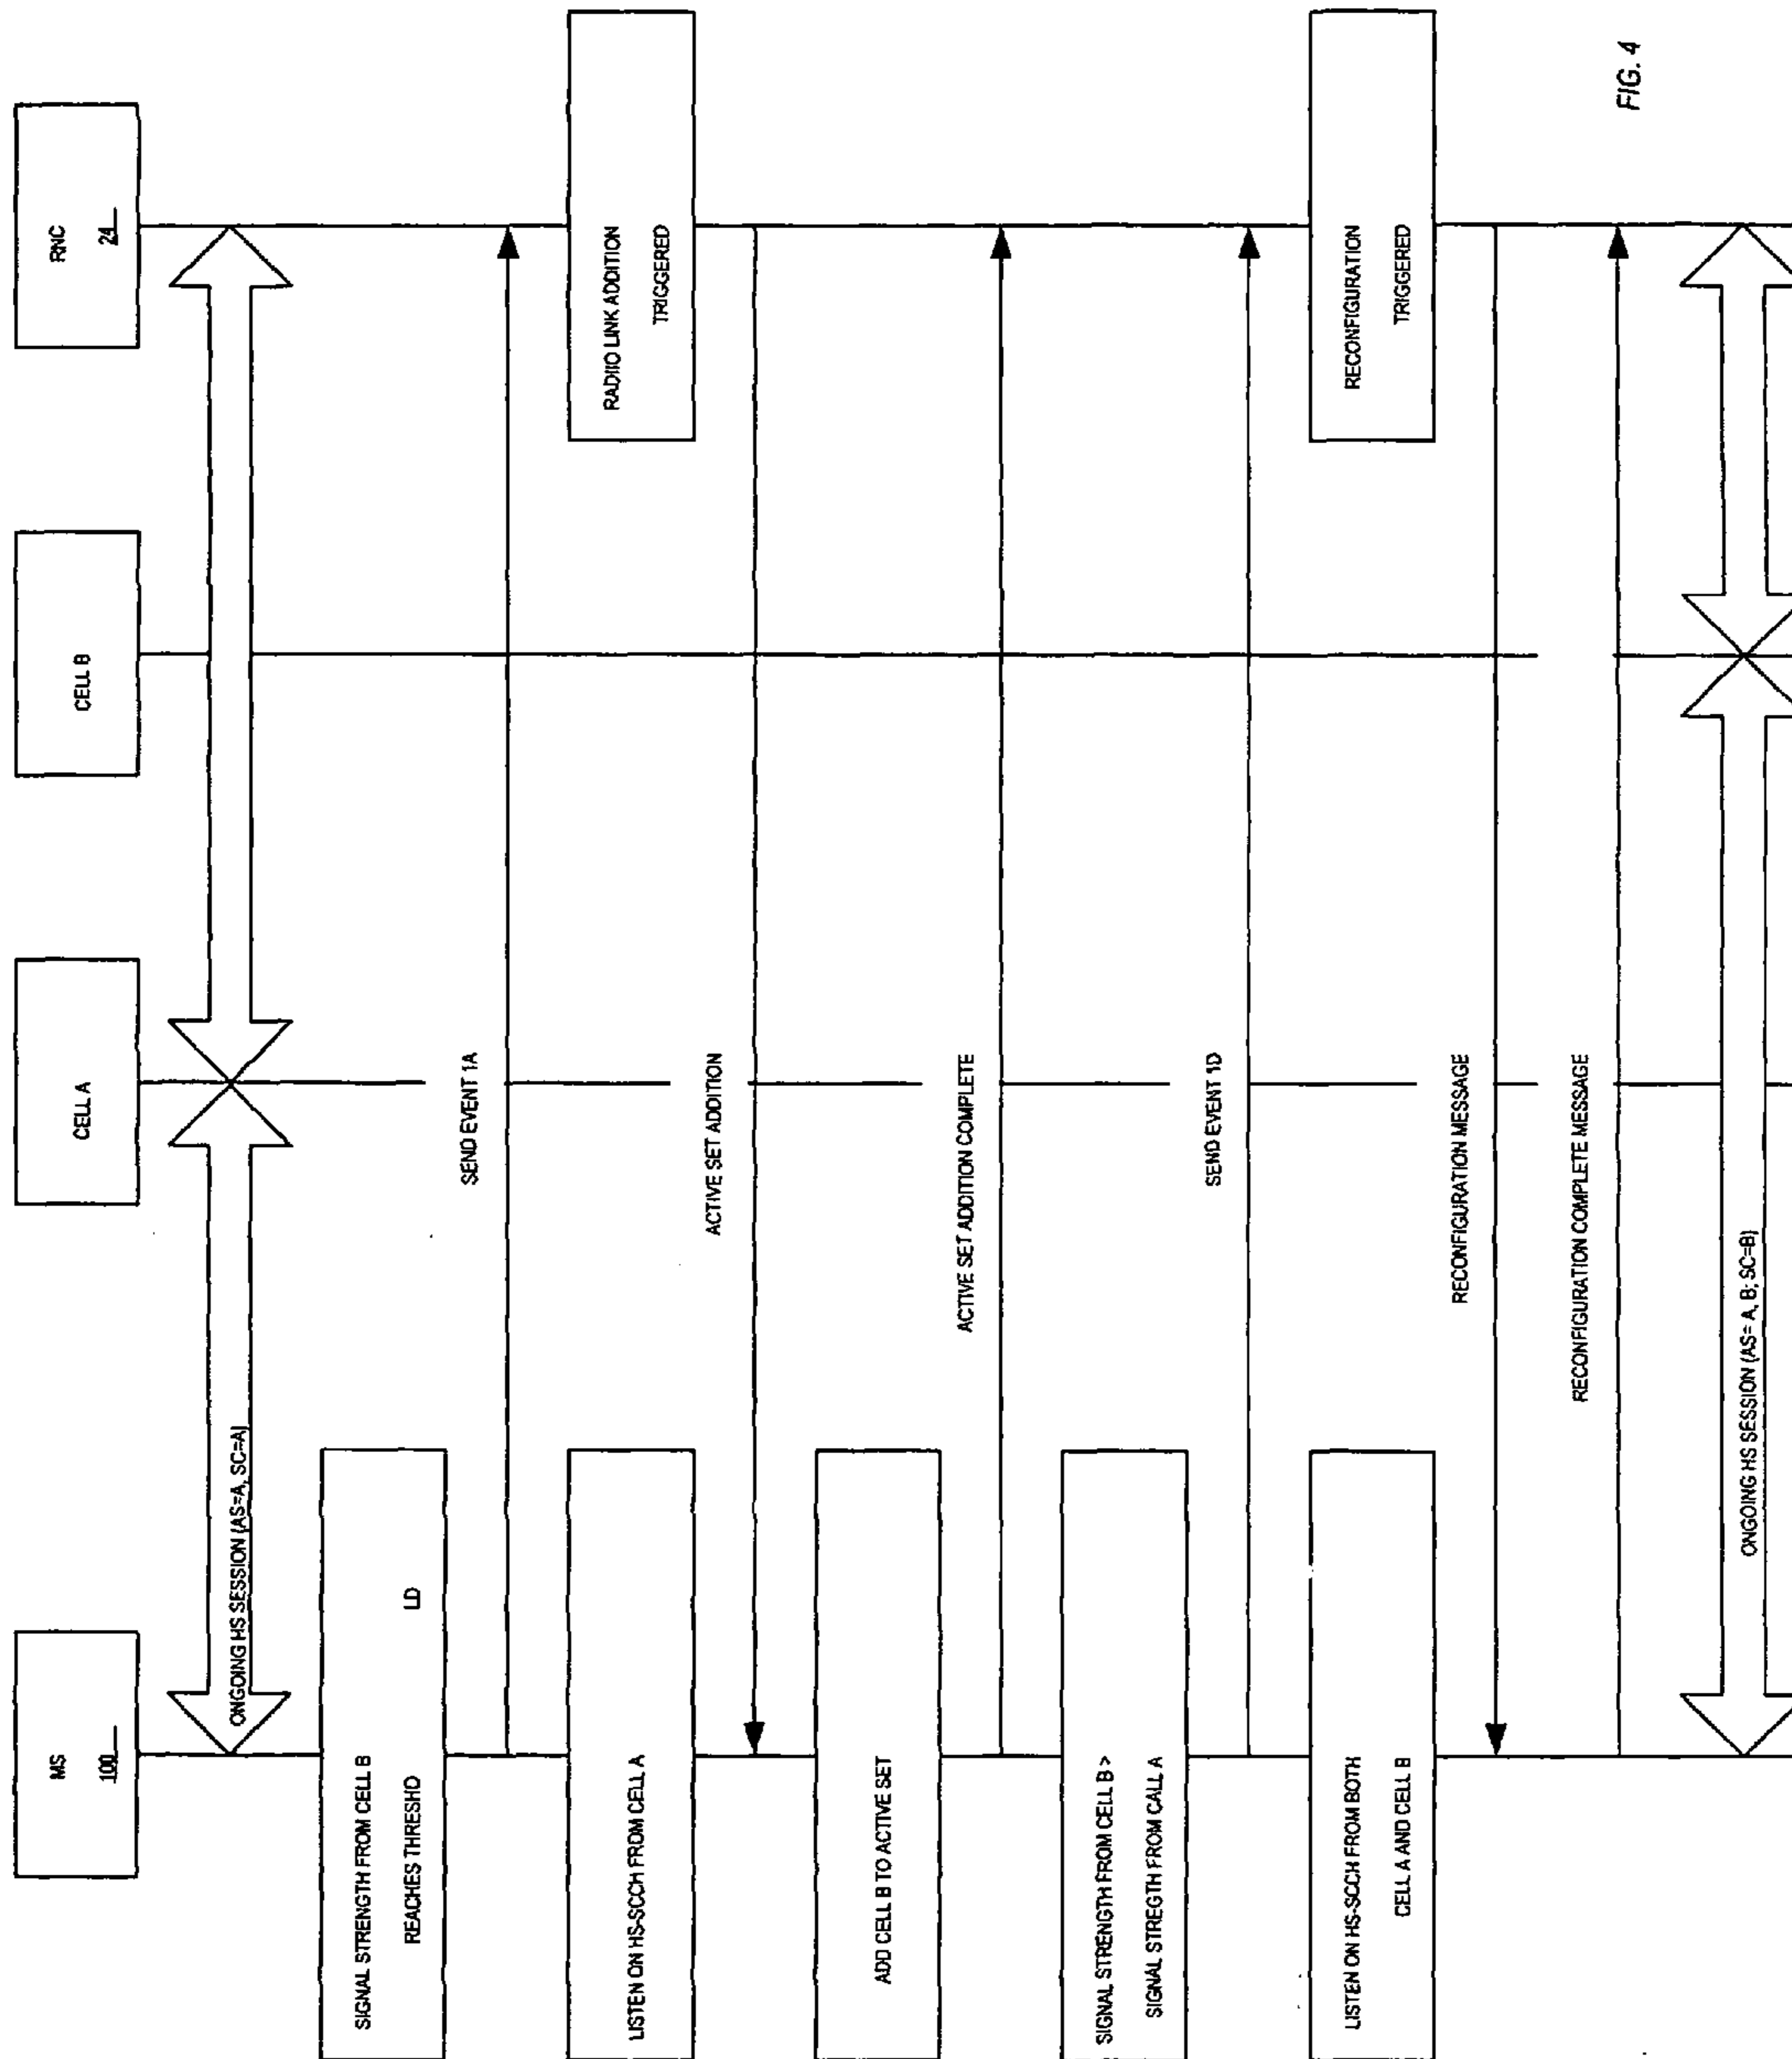 MS
100
CELL A
CELL B
RNC
24
ONGOING HS SESSION (AS=A, SC=A)
SIGNAL STRENGTH FROM CELL B
REACHES THRESHO LD
SEND EVENT 1A
LISTEN ON HS-SCCH FROM CELL A
RADIIO LINK ADDITION
TRIGGERED
ACTIVE SET ADDITION
ADD CELL B TO ACTIVE SET
ACTIVE SET ADDITION COMPLETE
SIGNAL STRENGTH FROM CELL B >
SIGNAL STREGTH FROM CALL A
SEND EVENT 1D
LISTEN ON HS-SCCH FROM BOTH
CELL A AND CELL B
RECONFIGURATION
TRIGGERED
RECONFIGURATION MESSAGE
RECONFIGURATION COMPLETE MESSAGE
ONGOING HS SESSION (AS= A, B; SC=B)
FIG. 4